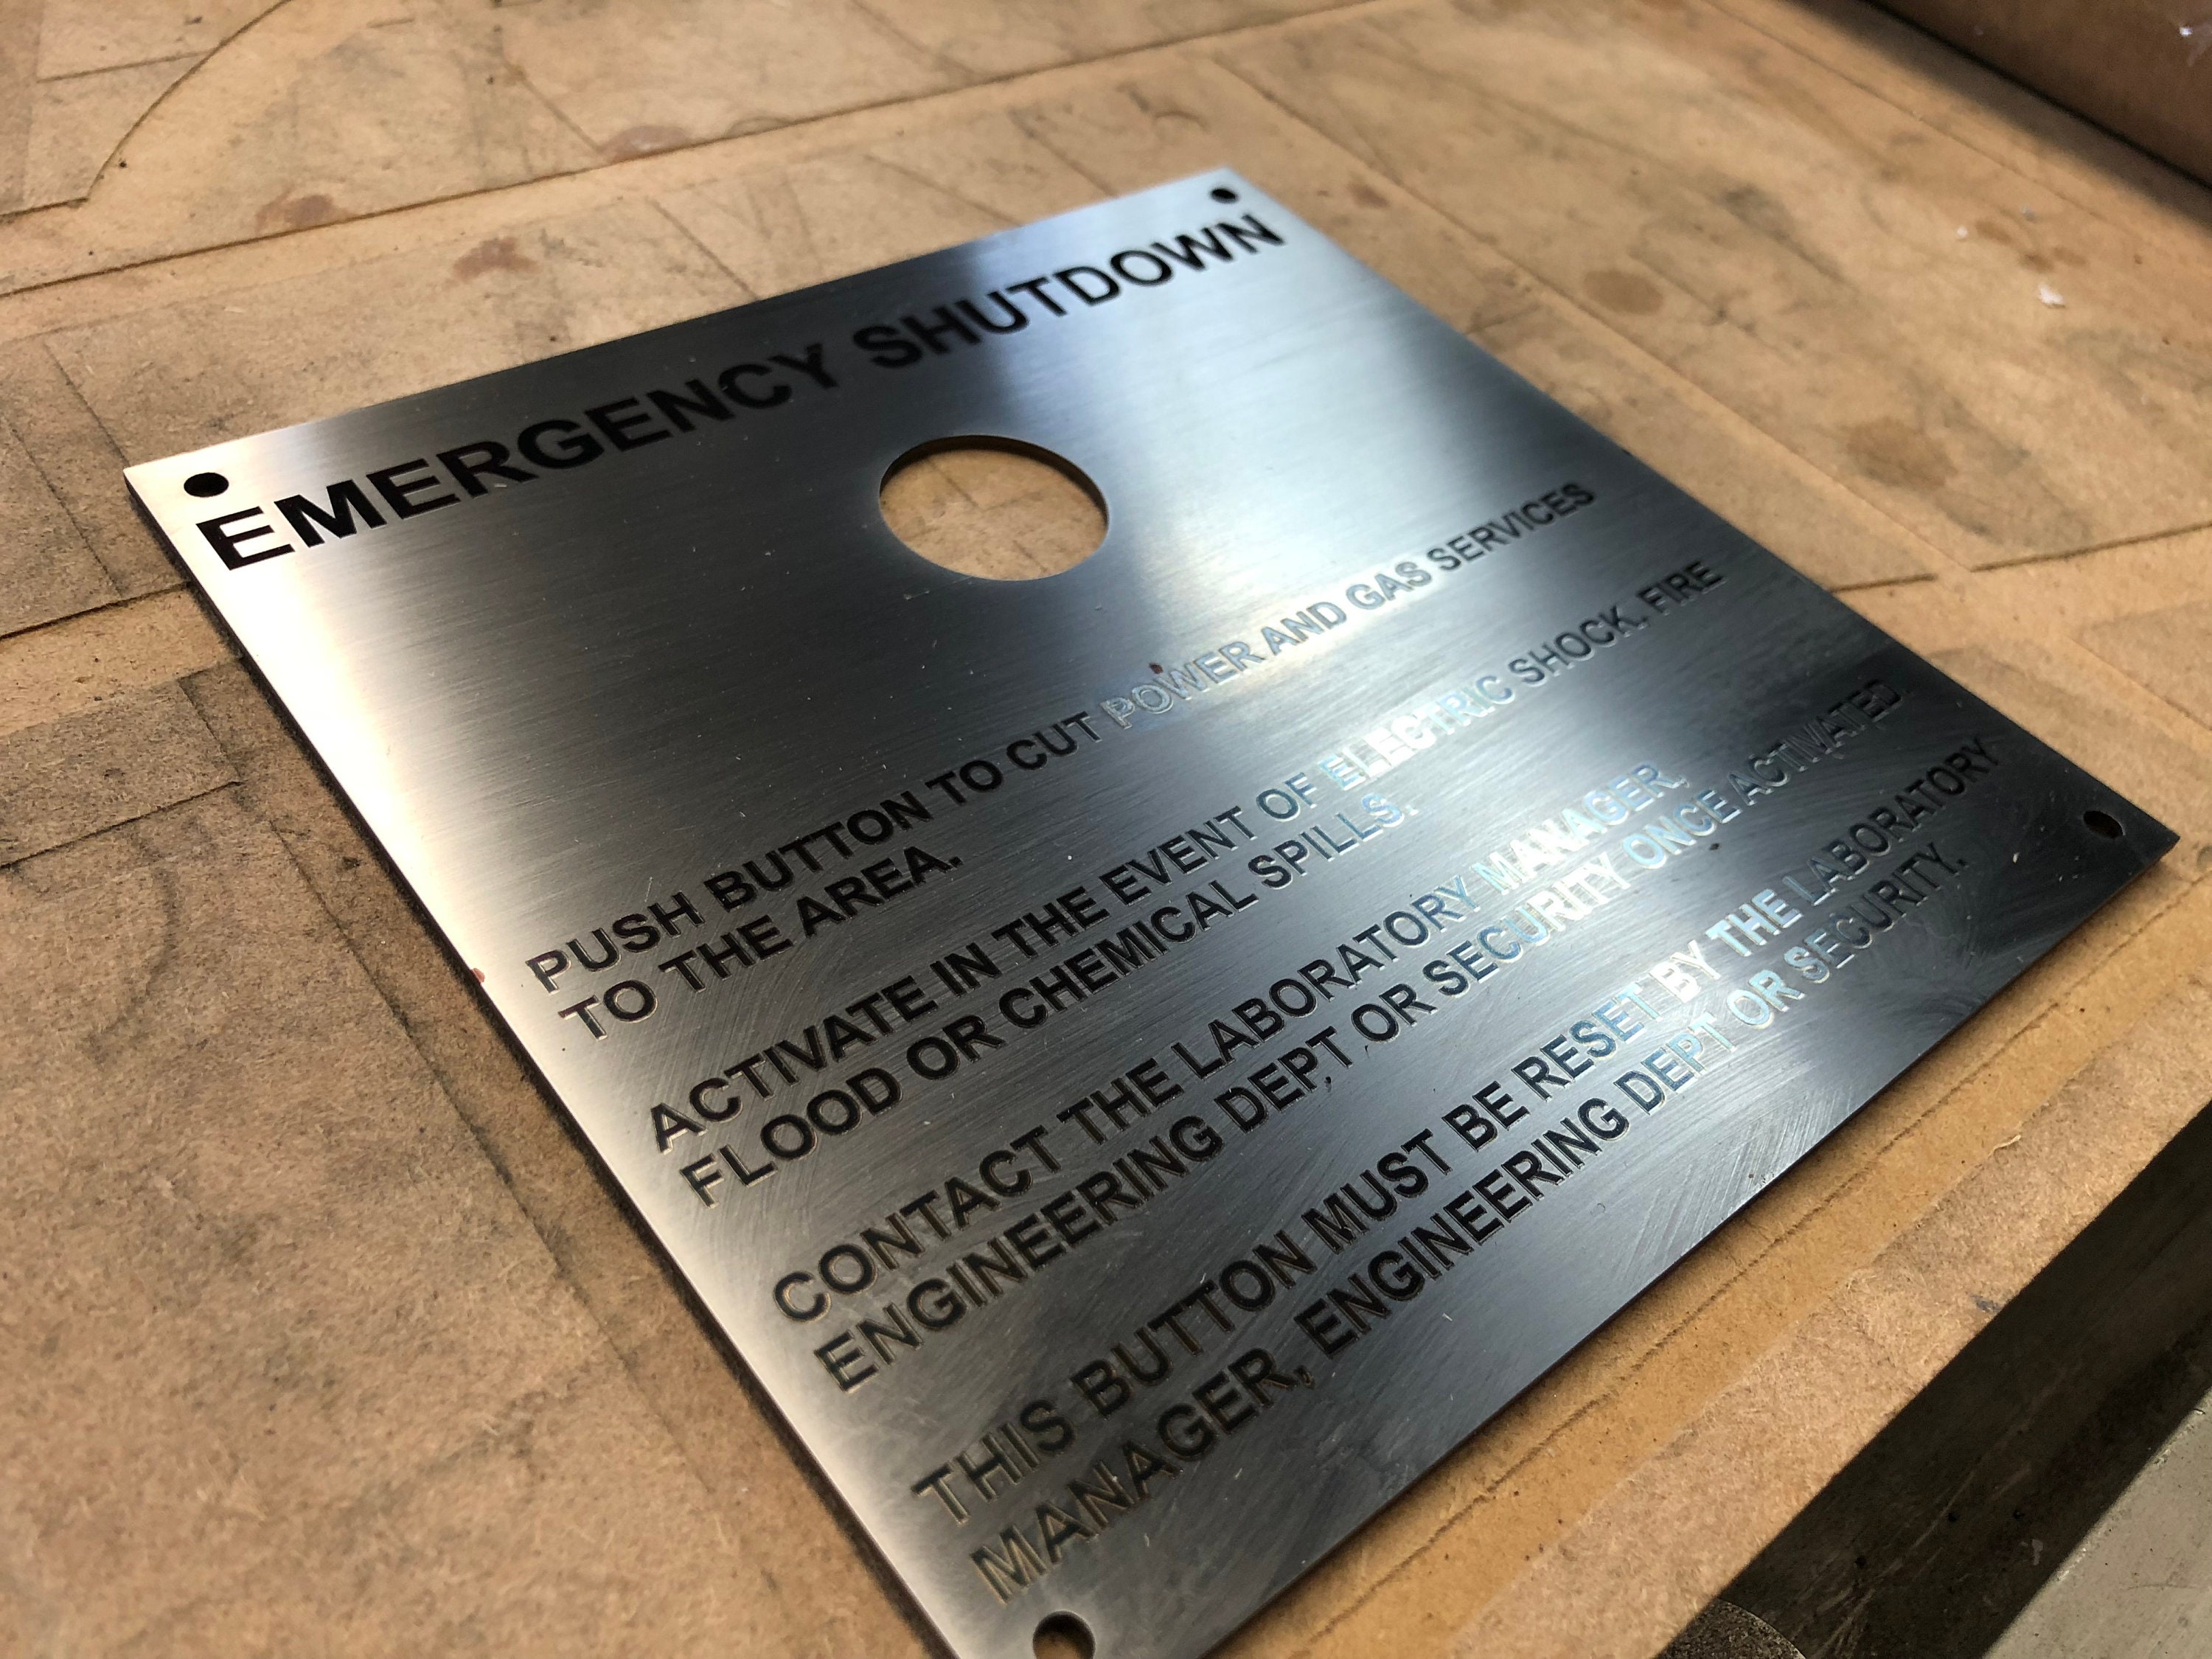 EMERGENCY SHUTDOWN
PUSH BUTTON TO CUT POWER AND GAS SERVICES
TO THE AREA.
ACTIVATE IN THE EVENT OF ELECTRIC SHOCK, FIRE
FLOOD OR CHEMICAL SPILLS.
CONTACT THE LABORATORY MANAGER,
ENGINEERING DEPT OR SECURITY ONCE ACTIVATED.
THIS BUTTON MUST BE RESET BY THE LABORATORY
MANAGER, ENGINEERING DEPT OR SECURITY.